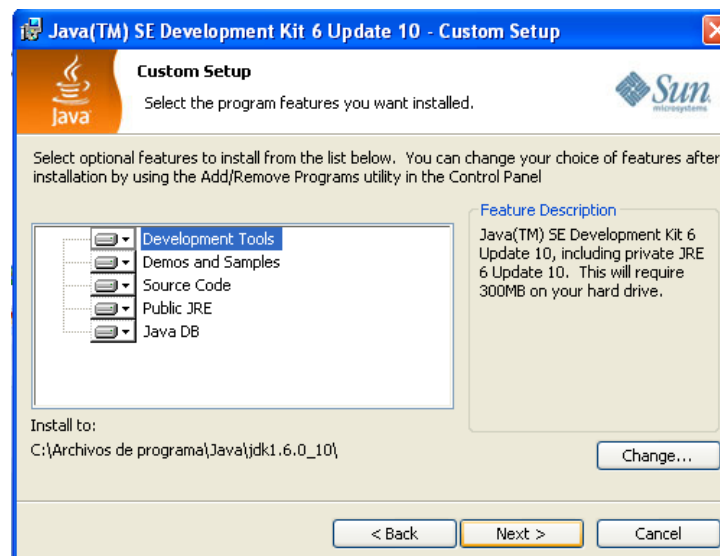 Java(TM) SE Development Kit 6 Update 10 - Custom Setup
Java
Custom Setup
Select the program features you want installed.
Sun
microsystems
Select optional features to install from the list below.  You can change your choice of features after
installation by using the Add/Remove Programs utility in the Control Panel
Development Tools
Demos and Samples
Source Code
Public JRE
Java DB
Feature Description
Java(TM) SE Development Kit 6
Update 10, including private JRE
6 Update 10.  This will require
300MB on your hard drive.
Install to:
C:\Archivos de programa\Java\jdk1.6.0_10\
Change...
< Back
Next >
Cancel